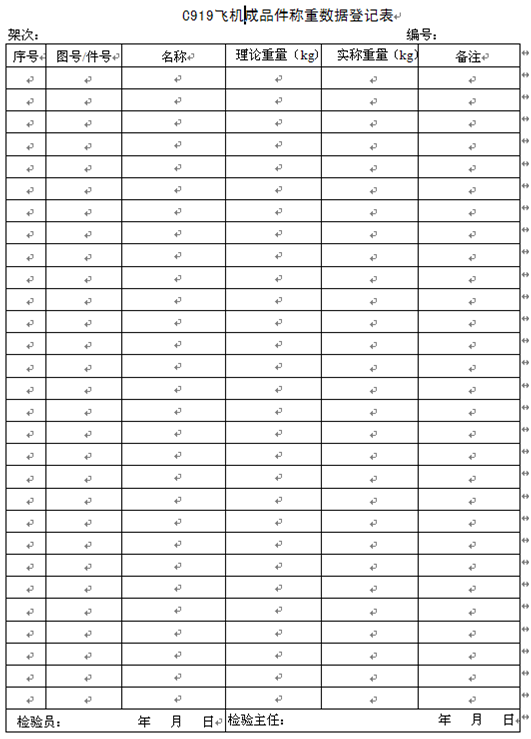 C919飞机成品件称重数据登记表
架次： 编号：
序号 图号/件号 名称 理论重量（kg） 实称重量（kg） 备注
检验员： 年 月 日 检验主任： 年 月 日